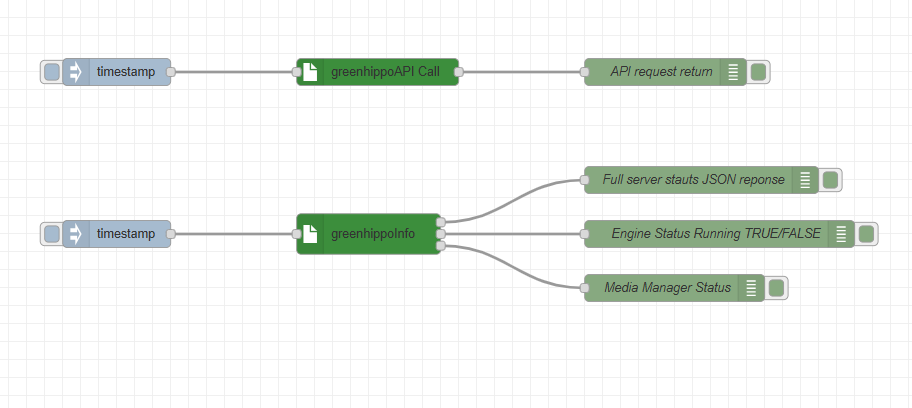 timestamp
greenhippoAPI Call
API request return
Full server stauts JSON reponse
timestamp
greenhippoInfo
Engine Status Running TRUE/FALSE
Media Manager Status